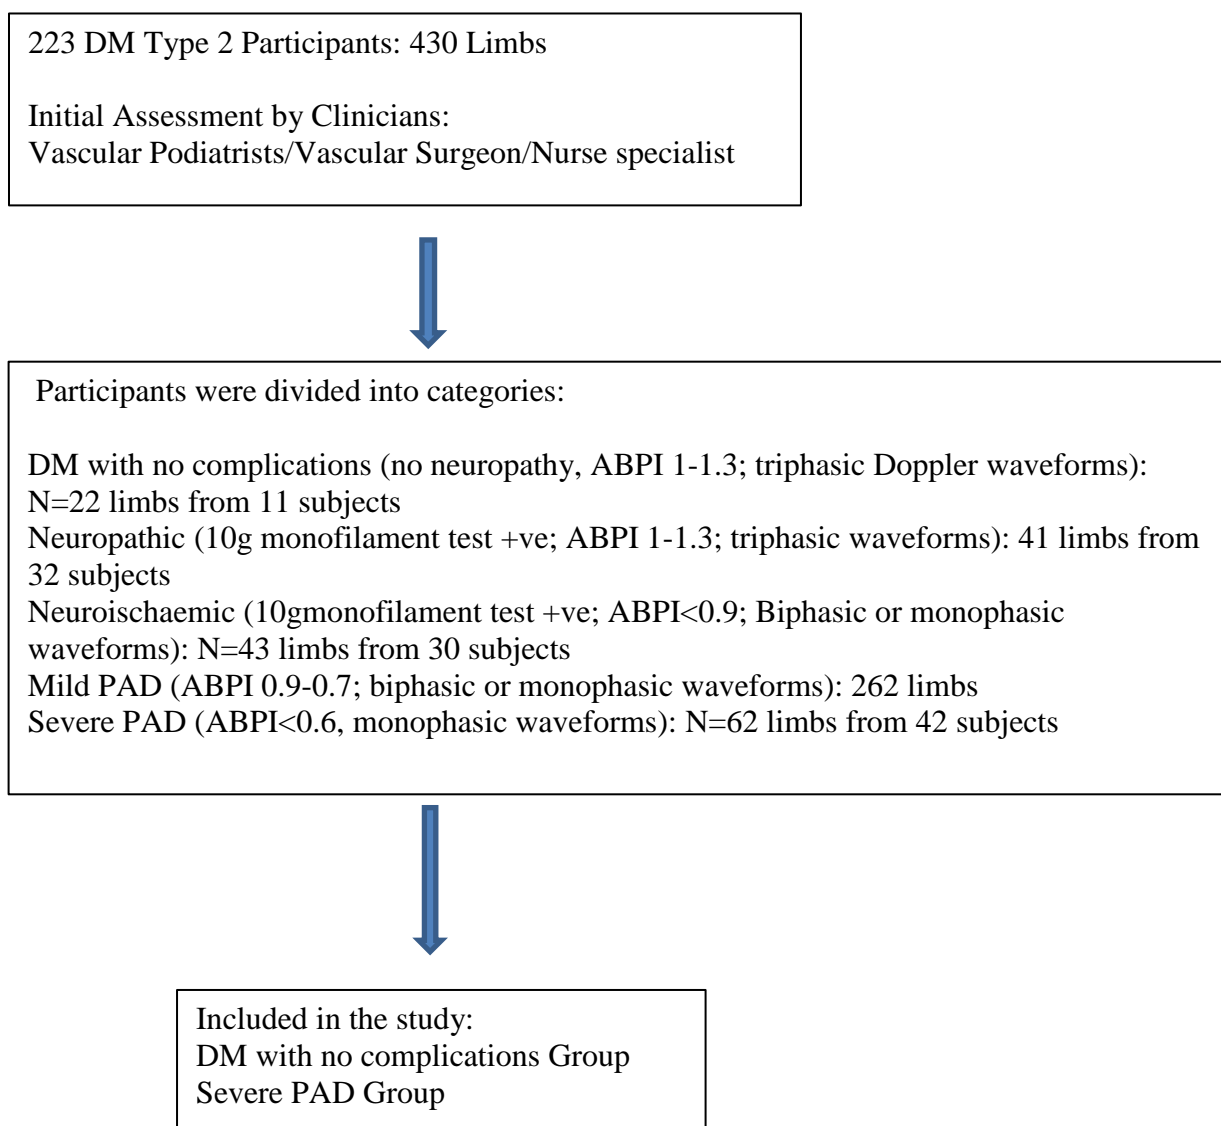 223 DM Type 2 Participants: 430 Limbs
Initial Assessment by Clinicians:
Vascular Podiatrists/Vascular Surgeon/Nurse specialist
Participants were divided into categories:
DM with no complications (no neuropathy, ABPI 1-1.3; triphasic Doppler waveforms):
N=22 limbs from 11 subjects
Neuropathic (10g monofilament test +ve; ABPI 1-1.3; triphasic waveforms): 41 limbs from
32 subjects
Neuroischaemic (10gmonofilament test +ve; ABPI<0.9; Biphasic or monophasic
waveforms): N=43 limbs from 30 subjects
Mild PAD (ABPI 0.9-0.7; biphasic or monophasic waveforms): 262 limbs
Severe PAD (ABPI<0.6, monophasic waveforms): N=62 limbs from 42 subjects
Included in the study:
DM with no complications Group
Severe PAD Group